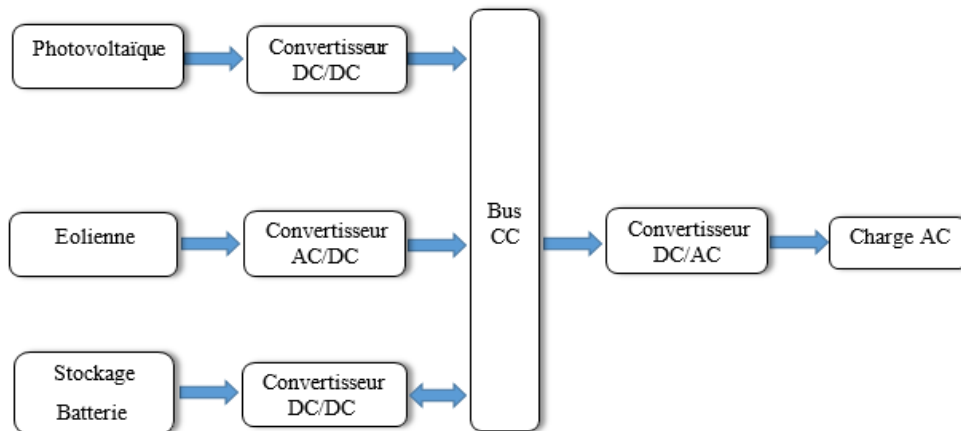 Photovoltaïque
Convertisseur
DC/DC
Eolienne
Convertisseur
AC/DC
Bus
CC
Convertisseur
DC/AC
Charge AC
Stockage
Batterie
Convertisseur
DC/DC